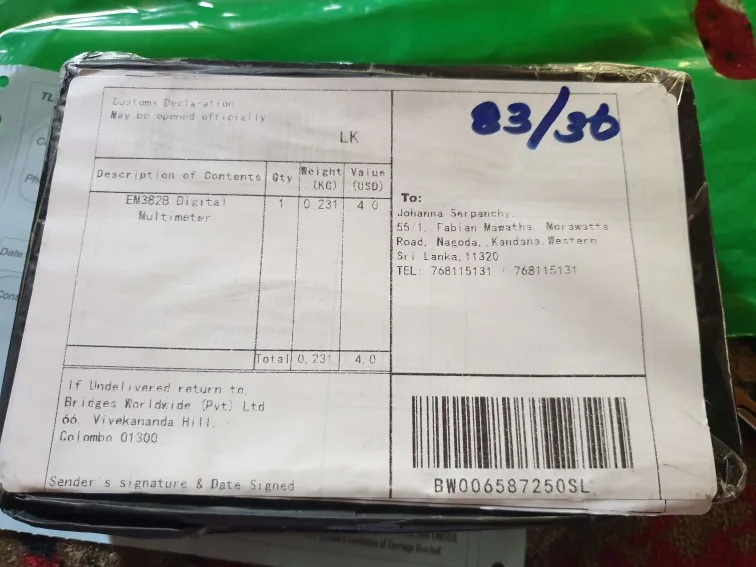 Customs Declaration
May be opened officially
LK
Description of Contents Qty Weight (KG) Value (USD)
EM382B Digital 1 0.231 4.0
Multimeter
Total 0.231 4.0
If Undelivered return to.
Bridges Worldwide (Pvt) Ltd
66. Vivekananda Hill.
Colombo 01300
Sender's signature & Date Signed
83/36
To:
Johanna Serpanchy.
55/1, Fabian Mawatha, Morawatta
Road, Nagoda,, Kandana, Western
Sri Lanka, 11320
TEL: 768115131 / 768115131
BW006587250SL
TL
Date
Cons